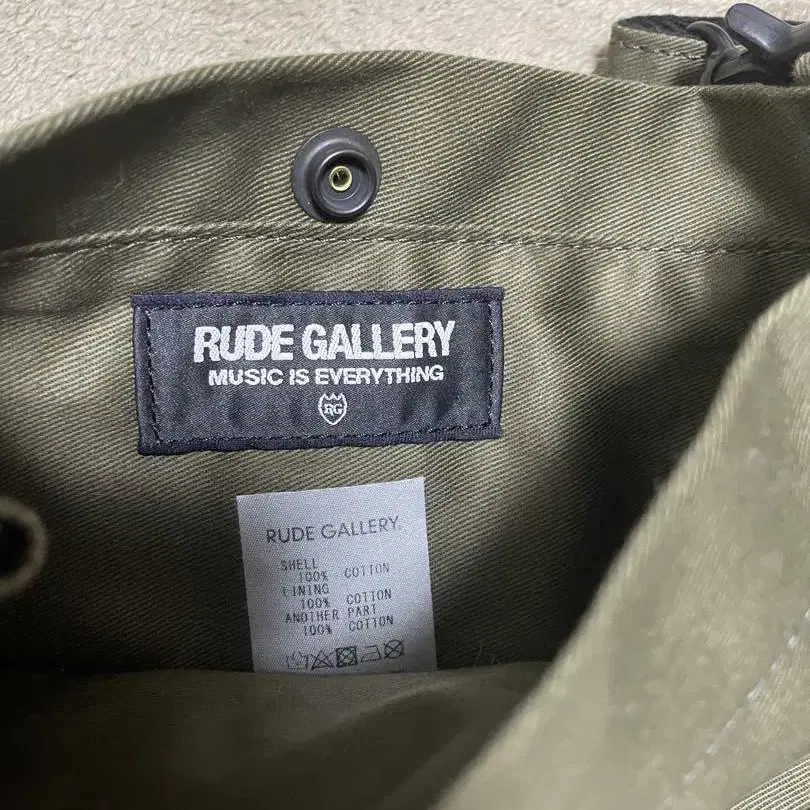 RUDE GALLERY
MUSIC IS EVERYTHING
RG
RUDE GALLERY.
SHELL
100% COTTON
LINING
100% COTTON
ANOTHER PART
100% COTTON